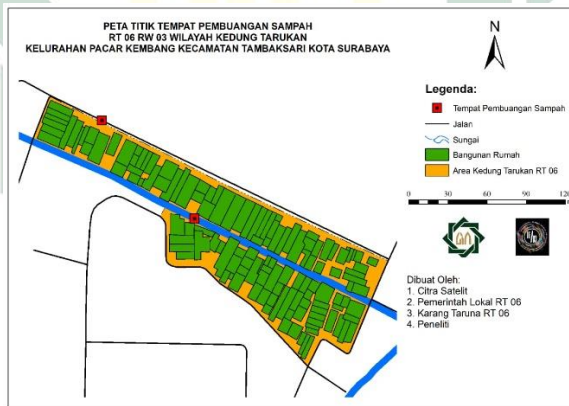 PETA TITIK TEMPAT PEMBUANGAN SAMPAH
RT 06 RW 03 WILAYAH KEDUNG TARUKAN
KELURAHAN PACAR KEMBANG KECAMATAN TAMBAKSARI KOTA SURABAYA
N
Legenda:
Tempat Pembuangan Sampah
Jalan
Sungai
Bangunan Rumah
Area Kedung Tarukan RT 06
0 30 60 90 120
Dibuat Oleh:
1. Citra Satelit
2. Pemerintah Lokal RT 06
3. Karang Taruna RT 06
4. Peneliti